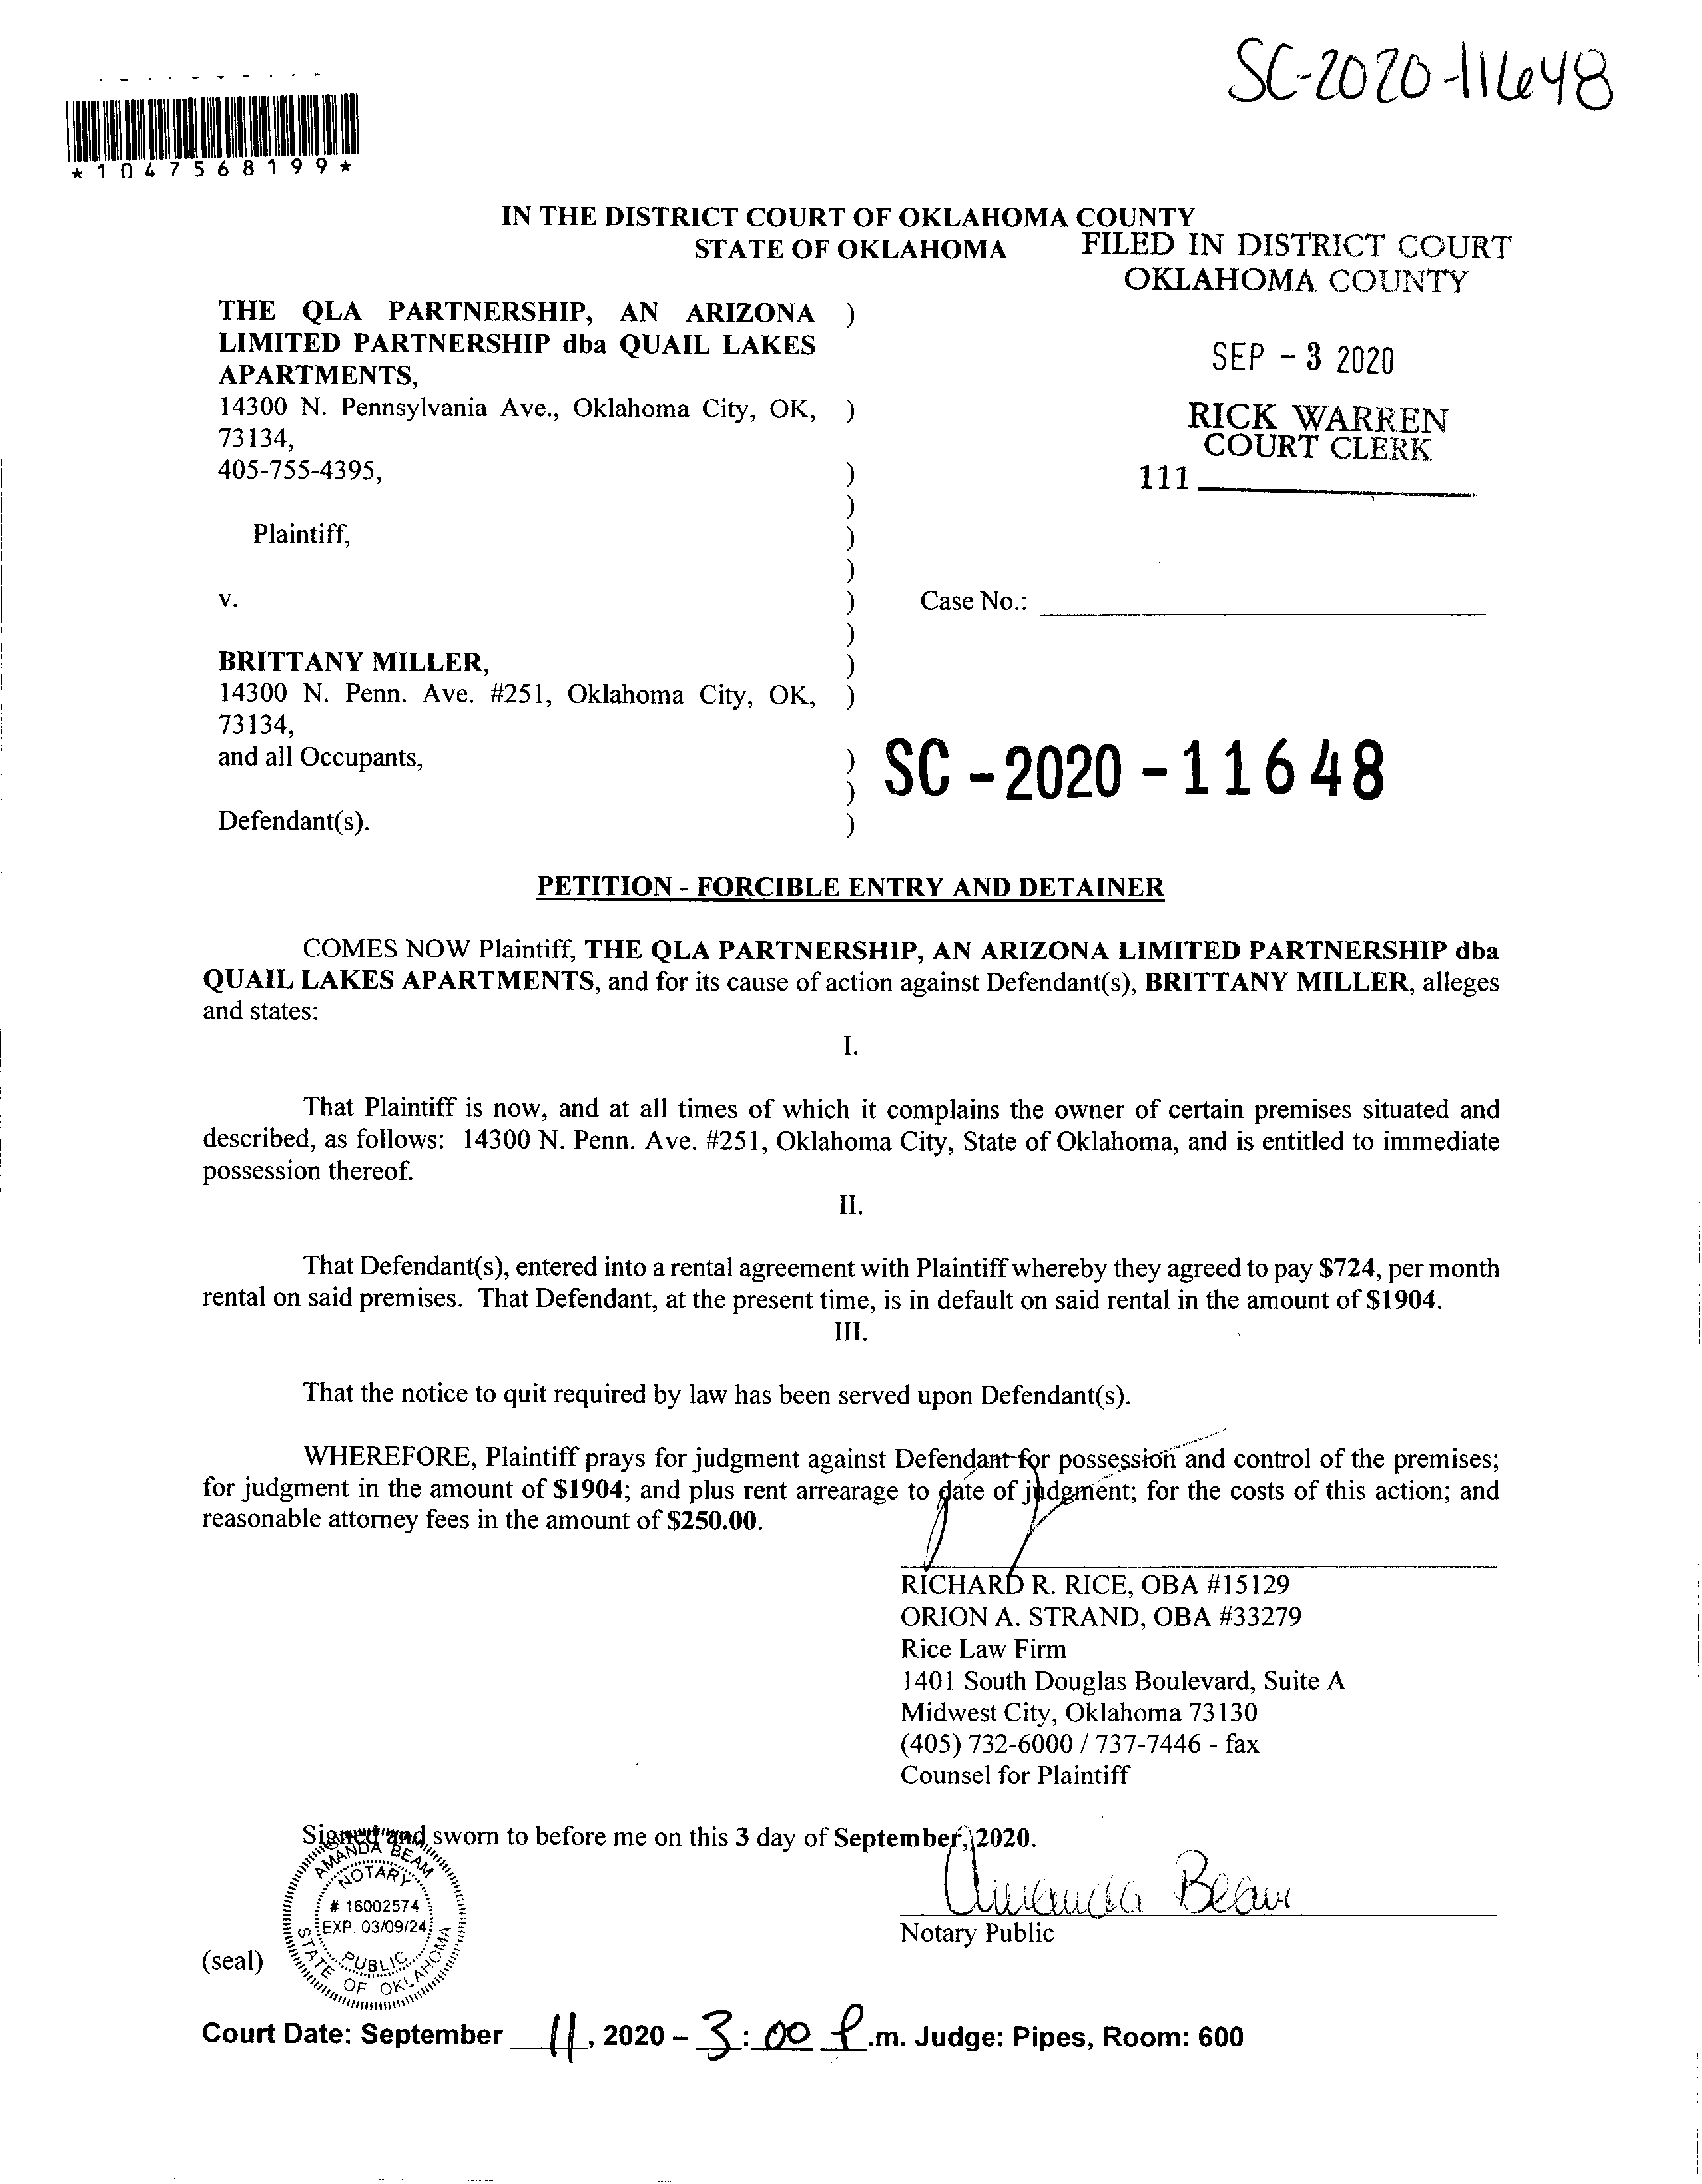 SC-2020-11648
*1047568199*
IN THE DISTRICT COURT OF OKLAHOMA COUNTY
STATE OF OKLAHOMA
FILED IN DISTRICT COURT
OKLAHOMA COUNTY
SEP - 3 2020
RICK WARREN
COURT CLERK
111
THE QLA PARTNERSHIP, AN ARIZONA )
LIMITED PARTNERSHIP dba QUAIL LAKES
APARTMENTS,
14300 N. Pennsylvania Ave., Oklahoma City, OK, )
73134,
405-755-4395, )
)
Plaintiff, )
)
v. ) Case No.:
)
BRITTANY MILLER, )
14300 N. Penn. Ave. #251, Oklahoma City, OK, )
73134,
and all Occupants, )
SC-2020-11648
)
Defendant(s). )
PETITION - FORCIBLE ENTRY AND DETAINER
COMES NOW Plaintiff, THE QLA PARTNERSHIP, AN ARIZONA LIMITED PARTNERSHIP dba
QUAIL LAKES APARTMENTS, and for its cause of action against Defendant(s), BRITTANY MILLER, alleges
and states:
I.
That Plaintiff is now, and at all times of which it complains the owner of certain premises situated and
described, as follows: 14300 N. Penn. Ave. #251, Oklahoma City, State of Oklahoma, and is entitled to immediate
possession thereof.
II.
That Defendant(s), entered into a rental agreement with Plaintiff whereby they agreed to pay $724, per month
rental on said premises. That Defendant, at the present time, is in default on said rental in the amount of $1904.
III.
That the notice to quit required by law has been served upon Defendant(s).
WHEREFORE, Plaintiff prays for judgment against Defendant for possession and control of the premises;
for judgment in the amount of $1904; and plus rent arrearage to date of judgment; for the costs of this action; and
reasonable attorney fees in the amount of $250.00.
RICHARD R. RICE, OBA #15129
ORION A. STRAND, OBA #33279
Rice Law Firm
1401 South Douglas Boulevard, Suite A
Midwest City, Oklahoma 73130
(405) 732-6000 / 737-7446 - fax
Counsel for Plaintiff
Signed and sworn to before me on this 3 day of September, 2020.
Amanda Beam
Notary Public
AMANDA BEAM
NOTARY
# 16002574
EXP. 03/09/24
PUBLIC
STATE OF OKLAHOMA
(seal)
Court Date: September 11, 2020 - 3:00 P.m. Judge: Pipes, Room: 600